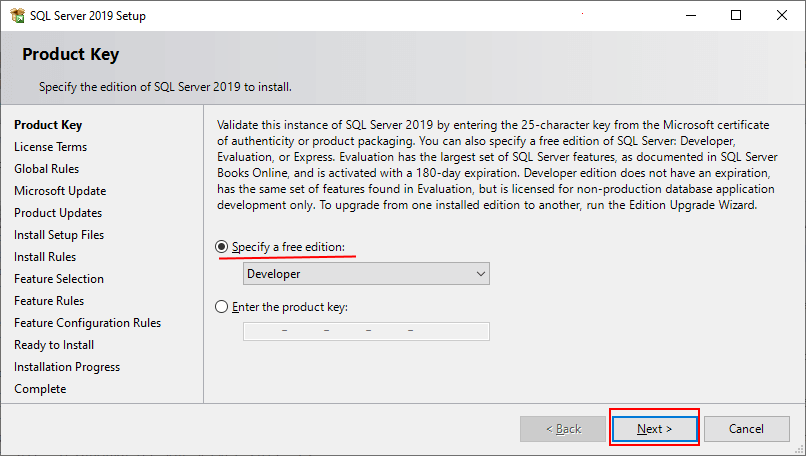 SQL Server 2019 Setup
Product Key
Specify the edition of SQL Server 2019 to install.
Product Key
License Terms
Global Rules
Microsoft Update
Product Updates
Install Setup Files
Install Rules
Feature Selection
Feature Rules
Feature Configuration Rules
Ready to Install
Installation Progress
Complete
Validate this instance of SQL Server 2019 by entering the 25-character key from the Microsoft certificate
of authenticity or product packaging. You can also specify a free edition of SQL Server: Developer,
Evaluation, or Express. Evaluation has the largest set of SQL Server features, as documented in SQL Server
Books Online, and is activated with a 180-day expiration. Developer edition does not have an expiration,
has the same set of features found in Evaluation, but is licensed for non-production database application
development only. To upgrade from one installed edition to another, run the Edition Upgrade Wizard.
Specify a free edition:
Developer
Enter the product key:
- - - -
< Back
Next >
Cancel